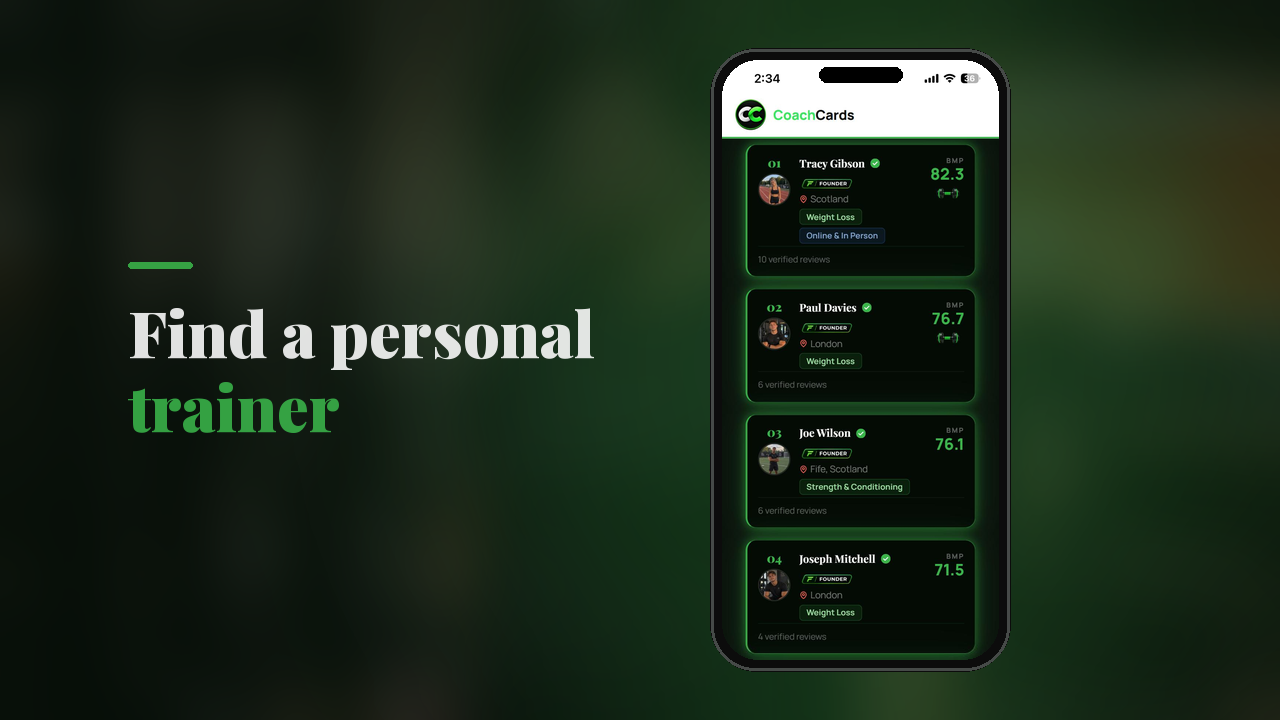 Find a personal
trainer
2:34
36
CC CoachCards
01 Tracy Gibson
FOUNDER
Scotland
Weight Loss
Online & In Person
BMP
82.3
10 verified reviews
02 Paul Davies
FOUNDER
London
Weight Loss
BMP
76.7
6 verified reviews
03 Joe Wilson
FOUNDER
Fife, Scotland
Strength & Conditioning
BMP
76.1
6 verified reviews
04 Joseph Mitchell
FOUNDER
London
Weight Loss
BMP
71.5
4 verified reviews